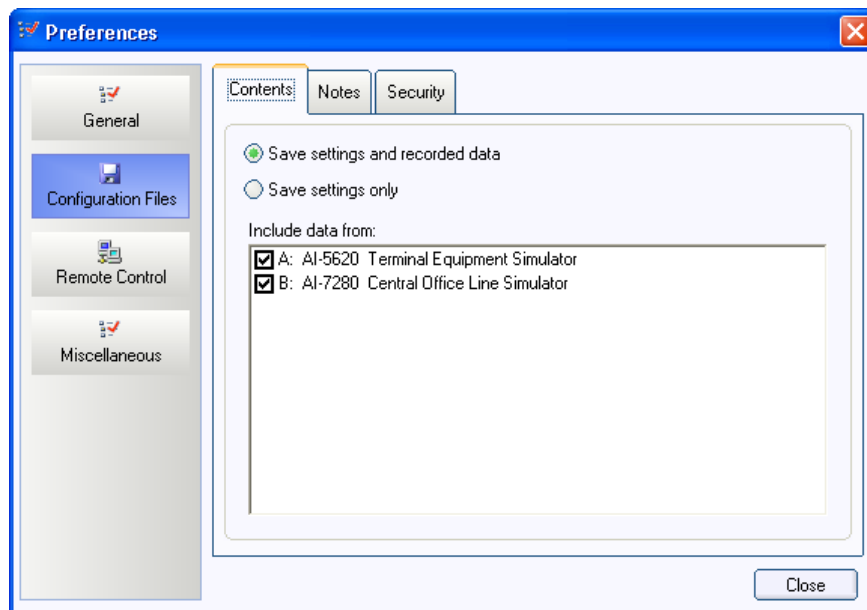 Preferences
General
Configuration Files
Remote Control
Miscellaneous
Contents Notes Security
Save settings and recorded data
Save settings only
Include data from:
A: AI-5620 Terminal Equipment Simulator
B: AI-7280 Central Office Line Simulator
Close